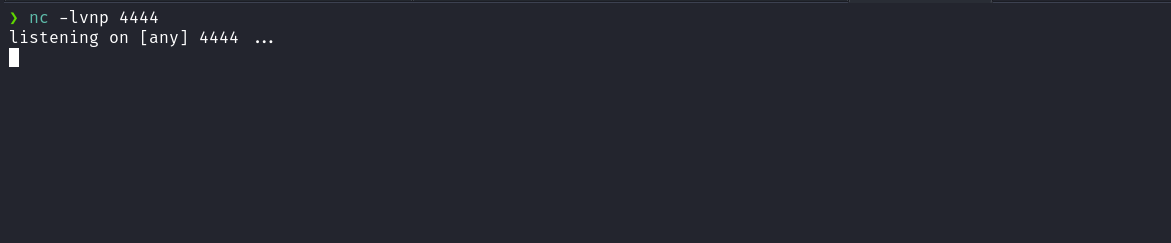 ❯ nc -lvnp 4444
listening on [any] 4444 ...